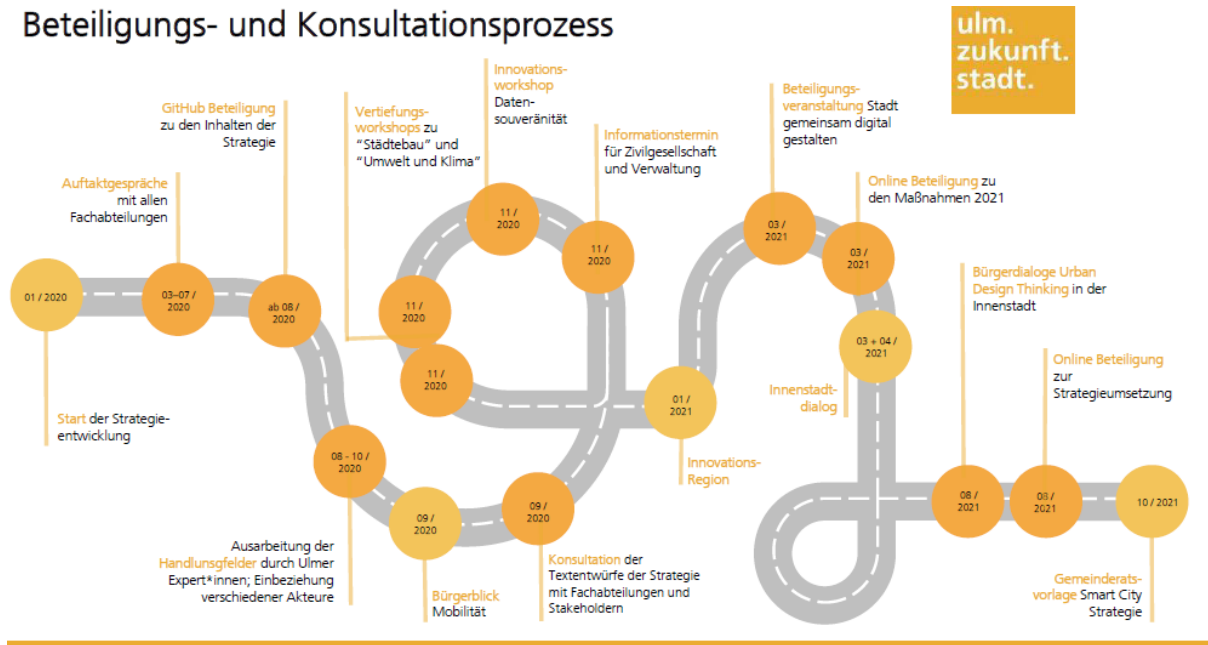 Beteiligungs- und Konsultationsprozess
ulm.
zukunft.
stadt.
01 / 2020
Start der Strategie-
entwicklung
Auftaktgespräche
mit allen
Fachabteilungen
03–07 /
2020
GitHub Beteiligung
zu den Inhalten der
Strategie
ab 08 /
2020
08 - 10 /
2020
Ausarbeitung der
Handlunsgfelder durch Ulmer
Expert*innen; Einbeziehung
verschiedener Akteure
09 /
2020
Bürgerblick
Mobilität
09 /
2020
Konsultation der
Textentwürfe der Strategie
mit Fachabteilungen und
Stakeholdern
Informationstermin
für Zivilgesellschaft
und Verwaltung
11 /
2020
Innovations-
workshop
Daten-
souveränität
11 /
2020
Vertiefungs-
workshops zu
“Städtebau” und
“Umwelt und Klima”
11 /
2020
11 /
2020
01 /
2021
Innovations-
Region
Beteiligungs-
veranstaltung Stadt
gemeinsam digital
gestalten
03 /
2021
Online Beteiligung zu
den Maßnahmen 2021
03 /
2021
03 + 04 /
2021
Innenstadt-
dialog
Bürgerdialoge Urban
Design Thinking in der
Innenstadt
08 /
2021
Online Beteiligung
zur
Strategieumsetzung
08 /
2021
10 / 2021
Gemeinderats-
vorlage Smart City
Strategie